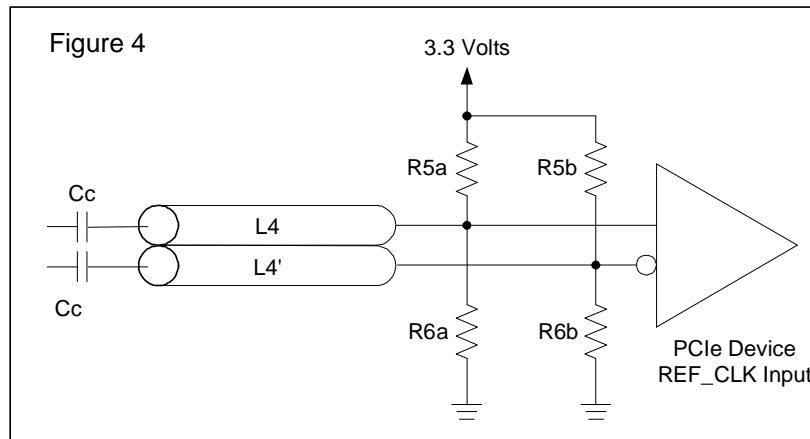 Figure 4
3.3 Volts
R5a
R5b
Cc
L4
L4'
Cc
R6a
R6b
PCIe Device
REF_CLK Input